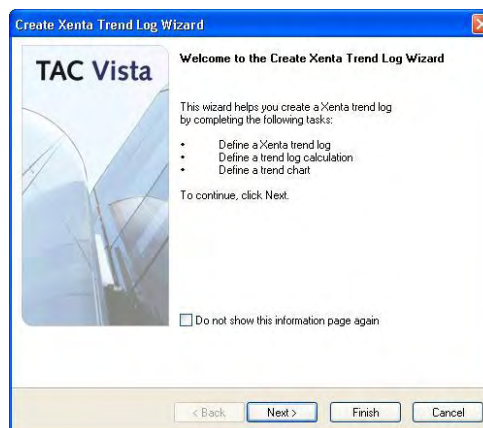 Create Xenta Trend Log Wizard
TAC Vista
Welcome to the Create Xenta Trend Log Wizard
This wizard helps you create a Xenta trend log
by completing the following tasks:
• Define a Xenta trend log
• Define a trend log calculation
• Define a trend chart
To continue, click Next.
Do not show this information page again
< Back Next > Finish Cancel